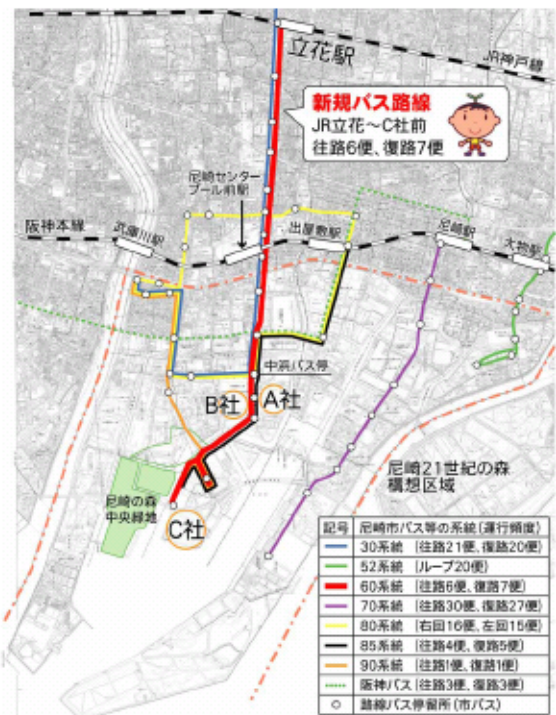 立花駅
JR神戸線
新規バス路線
JR立花～C社前
往路6便、復路7便
尼崎センター
プール前駅
阪神本線
武庫川駅
出屋敷駅
尼崎駅
大物駅
中浜バス停
B社
A社
尼崎21世紀の森
構想区域
尼崎の森
中央緑地
C社
記号 尼崎市バス等の系統(運行頻度)
30系統 (往路21便、復路20便)
52系統 (ループ20便)
60系統 (往路6便、復路7便)
70系統 (往路30便、復路27便)
80系統 (右回16便、左回15便)
85系統 (往路4便、復路5便)
90系統 (往路1便、復路1便)
阪神バス (往路3便、復路3便)
路線バス停留所 (市バス)